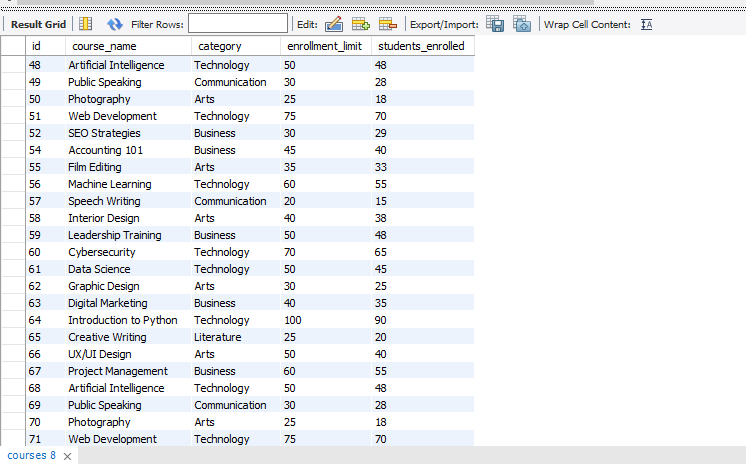 Result Grid Filter Rows: Edit: Export/Import: Wrap Cell Content: IA
id course_name category enrollment_limit students_enrolled
48 Artificial Intelligence Technology 50 48
49 Public Speaking Communication 30 28
50 Photography Arts 25 18
51 Web Development Technology 75 70
52 SEO Strategies Business 30 29
54 Accounting 101 Business 45 40
55 Film Editing Arts 35 33
56 Machine Learning Technology 60 55
57 Speech Writing Communication 20 15
58 Interior Design Arts 40 38
59 Leadership Training Business 50 48
60 Cybersecurity Technology 70 65
61 Data Science Technology 50 45
62 Graphic Design Arts 30 25
63 Digital Marketing Business 40 35
64 Introduction to Python Technology 100 90
65 Creative Writing Literature 25 20
66 UX/UI Design Arts 50 40
67 Project Management Business 60 55
68 Artificial Intelligence Technology 50 48
69 Public Speaking Communication 30 28
70 Photography Arts 25 18
71 Web Development Technology 75 70
courses 8